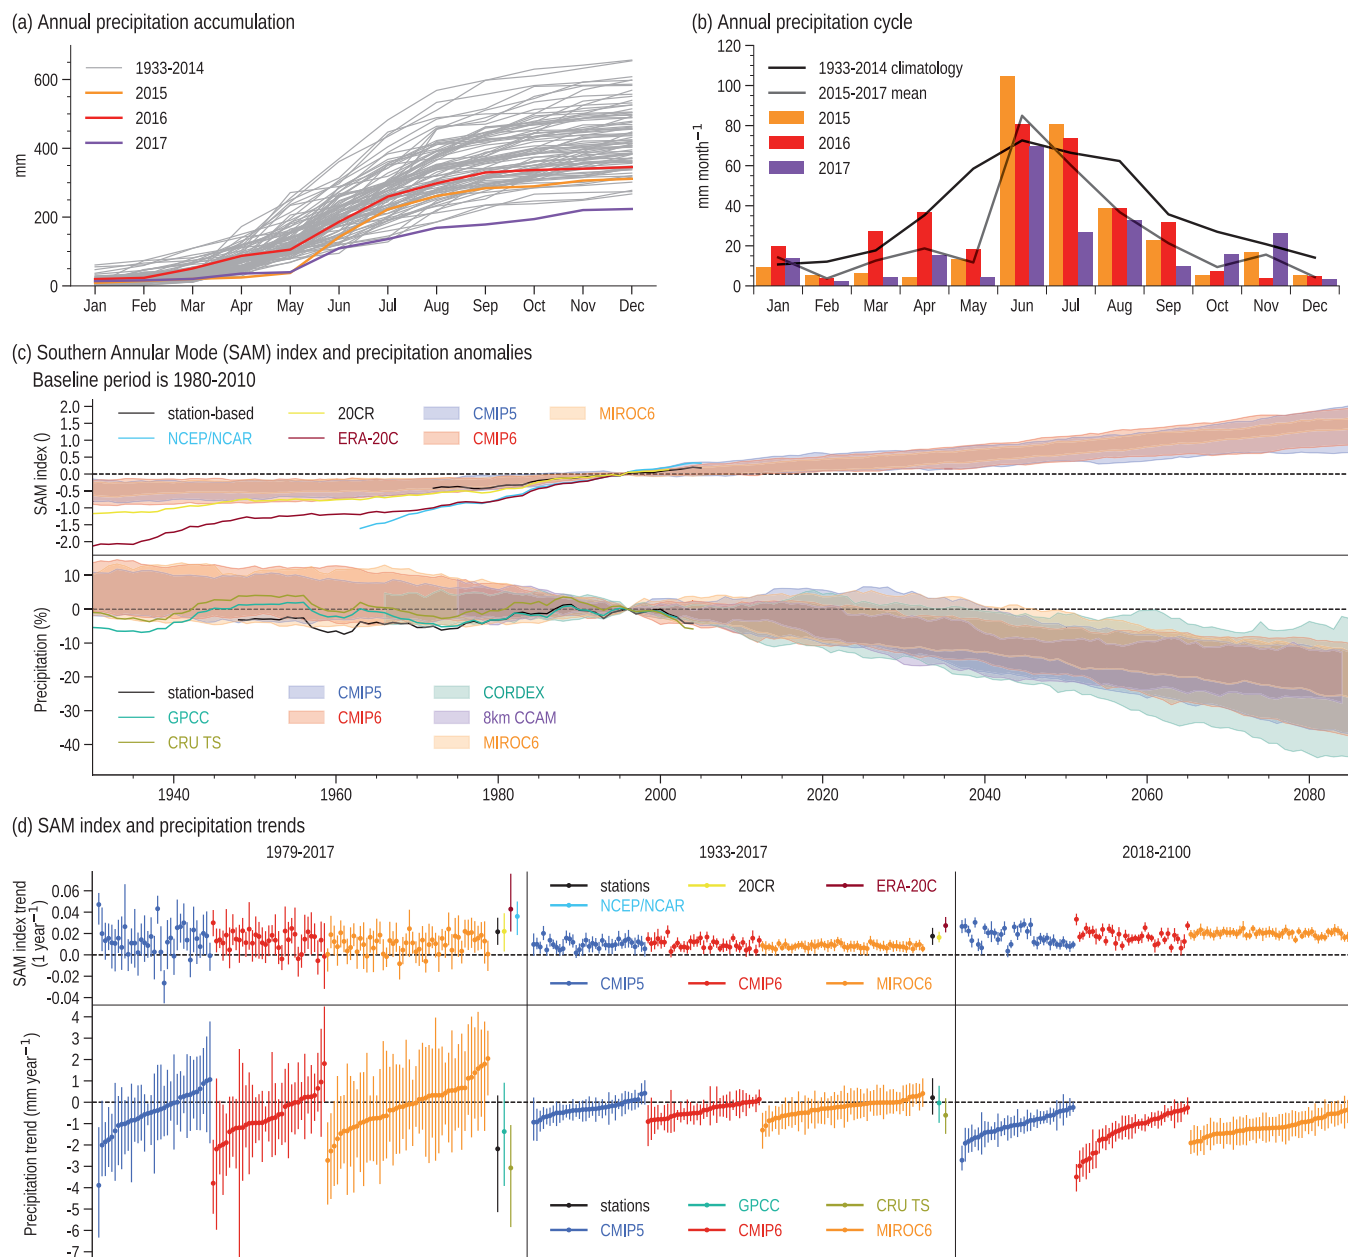 (a) Annual precipitation accumulation
600
400
200
0
mm
1933-2014
2015
2016
2017
Jan Feb Mar Apr May Jun Jul Aug Sep Oct Nov Dec
(b) Annual precipitation cycle
120
100
80
60
40
20
0
mm month⁻¹
1933-2014 climatology
2015-2017 mean
2015
2016
2017
Jan Feb Mar Apr May Jun Jul Aug Sep Oct Nov Dec
(c) Southern Annular Mode (SAM) index and precipitation anomalies
Baseline period is 1980-2010
2.0
1.5
1.0
0.5
0.0
-0.5
-1.0
-1.5
-2.0
SAM index ()
station-based 20CR CMIP5 MIROC6
NCEP/NCAR ERA-20C CMIP6
10
0
-10
-20
-30
-40
Precipitation (%)
station-based CMIP5 CORDEX
GPCC CMIP6 8km CCAM
CRU TS MIROC6
1940 1960 1980 2000 2020 2040 2060 2080
(d) SAM index and precipitation trends
1979-2017 1933-2017 2018-2100
0.06
0.04
0.02
0.00
-0.02
-0.04
SAM index trend
(1 year⁻¹)
stations 20CR ERA-20C
NCEP/NCAR
CMIP5 CMIP6 MIROC6
4
3
2
1
0
-1
-2
-3
-4
-5
-6
-7
Precipitation trend (mm year⁻¹)
stations GPCC CRU TS
CMIP5 CMIP6 MIROC6